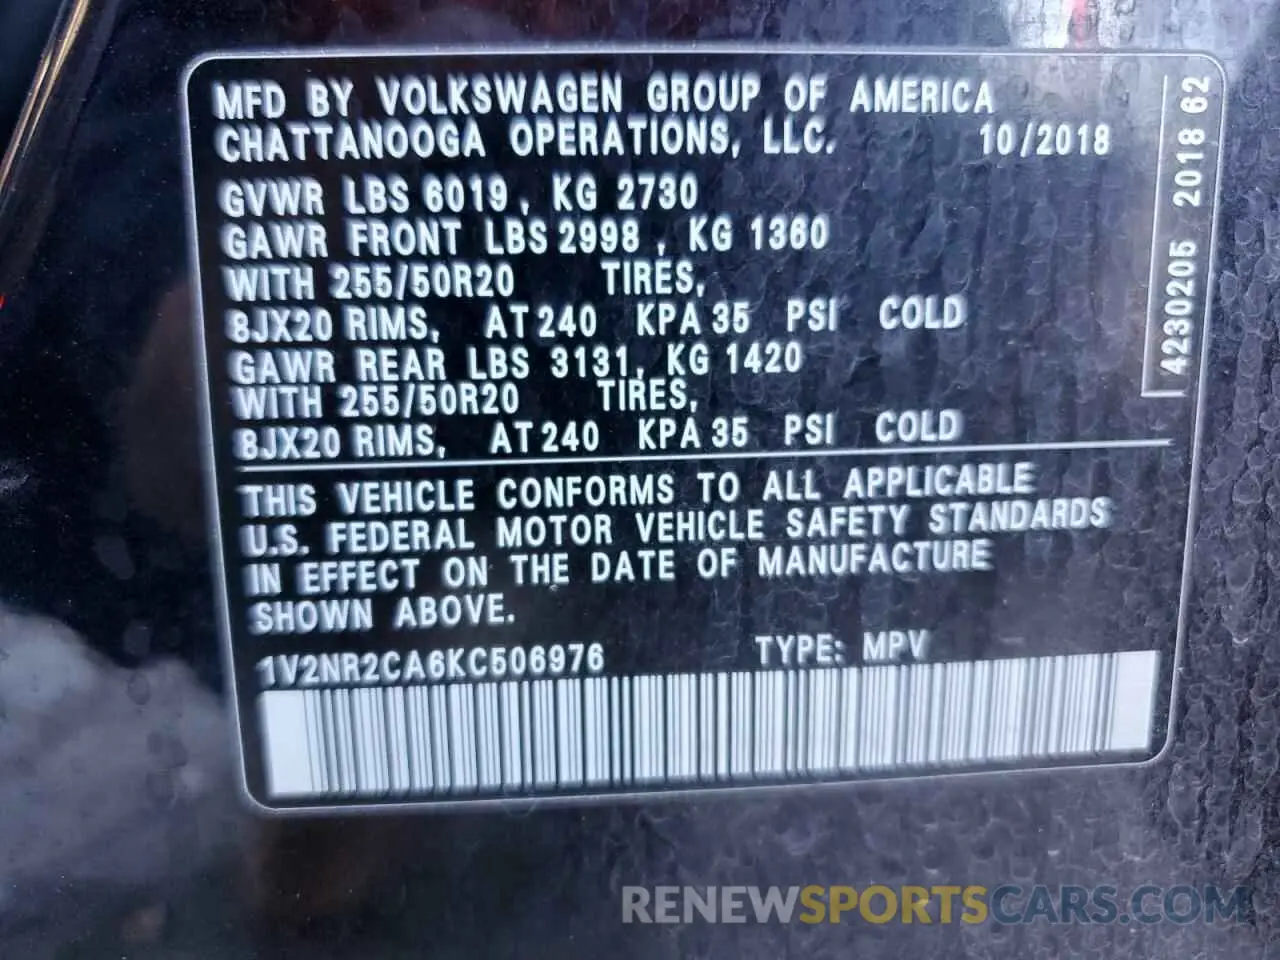 MFD BY VOLKSWAGEN GROUP OF AMERICA
CHATTANOOGA OPERATIONS, LLC. 10/2018
GVWR LBS 6019, KG 2730
GAWR FRONT LBS 2998, KG 1360
WITH 255/50R20 TIRES,
8JX20 RIMS, AT 240 KPA 35 PSI COLD
GAWR REAR LBS 3131, KG 1420
WITH 255/50R20 TIRES,
8JX20 RIMS, AT 240 KPA 35 PSI COLD
4230205 2018 62
THIS VEHICLE CONFORMS TO ALL APPLICABLE
U.S. FEDERAL MOTOR VEHICLE SAFETY STANDARDS
IN EFFECT ON THE DATE OF MANUFACTURE
SHOWN ABOVE.
1V2NR2CA6KC506976 TYPE: MPV
RENEWSPORTSCARS.COM